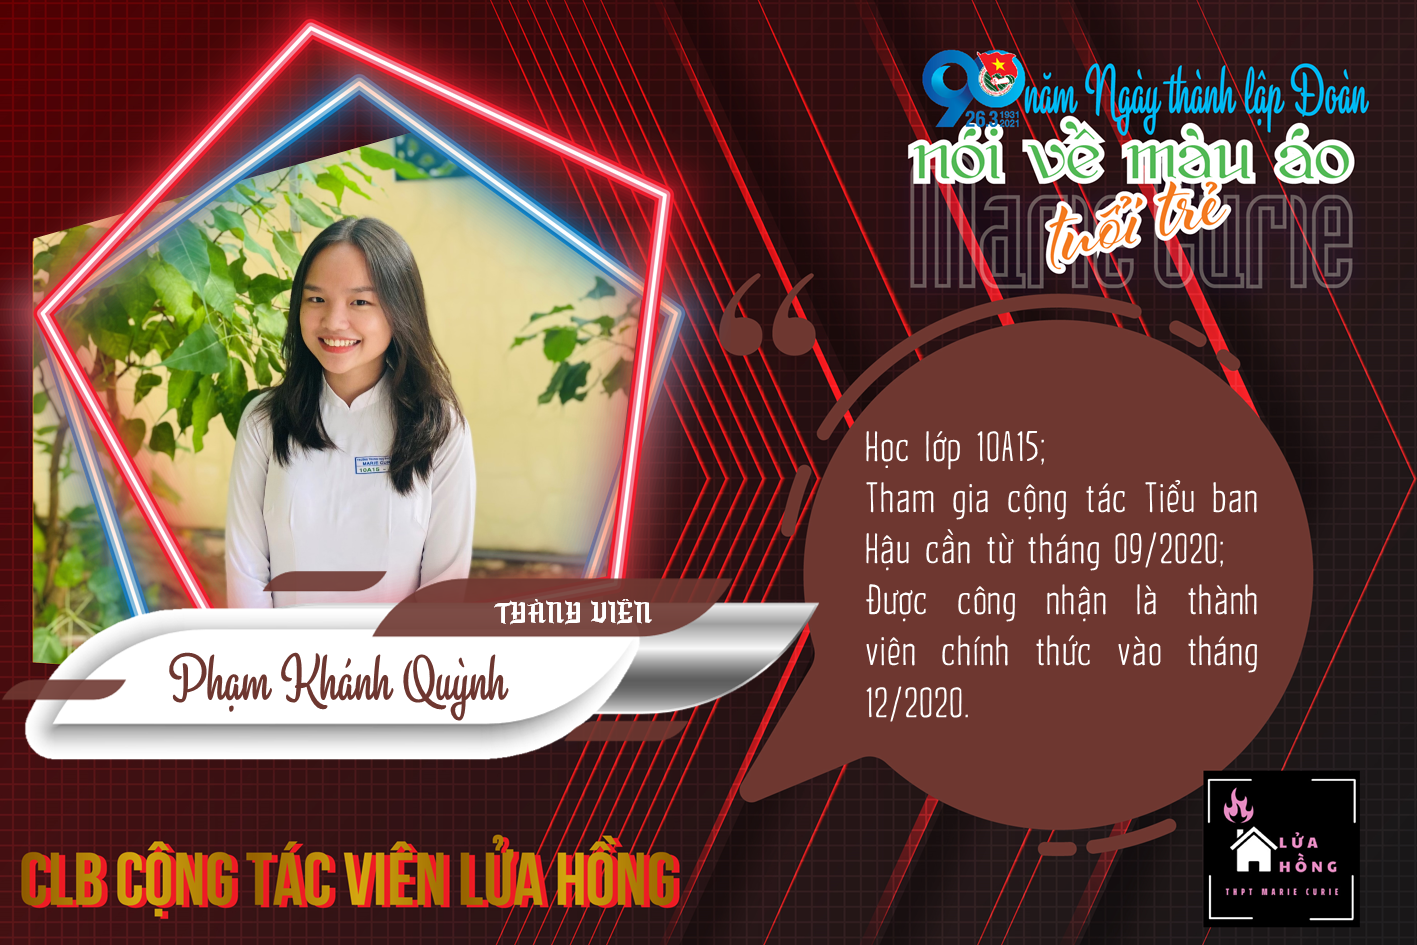 90 năm Ngày thành lập Đoàn
26.3 1931 2021
nói về màu áo
Marie Curie
tuổi trẻ
Học lớp 10A15;
Tham gia cộng tác Tiểu ban
Hậu cần từ tháng 09/2020;
Được công nhận là thành
viên chính thức vào tháng
12/2020.
MARIE CURIE
10A15
THÀNH VIÊN
Phạm Khánh Quỳnh
CLB CỘNG TÁC VIÊN LỬA HỒNG
LỬA
HỒNG
THPT MARIE CURIE